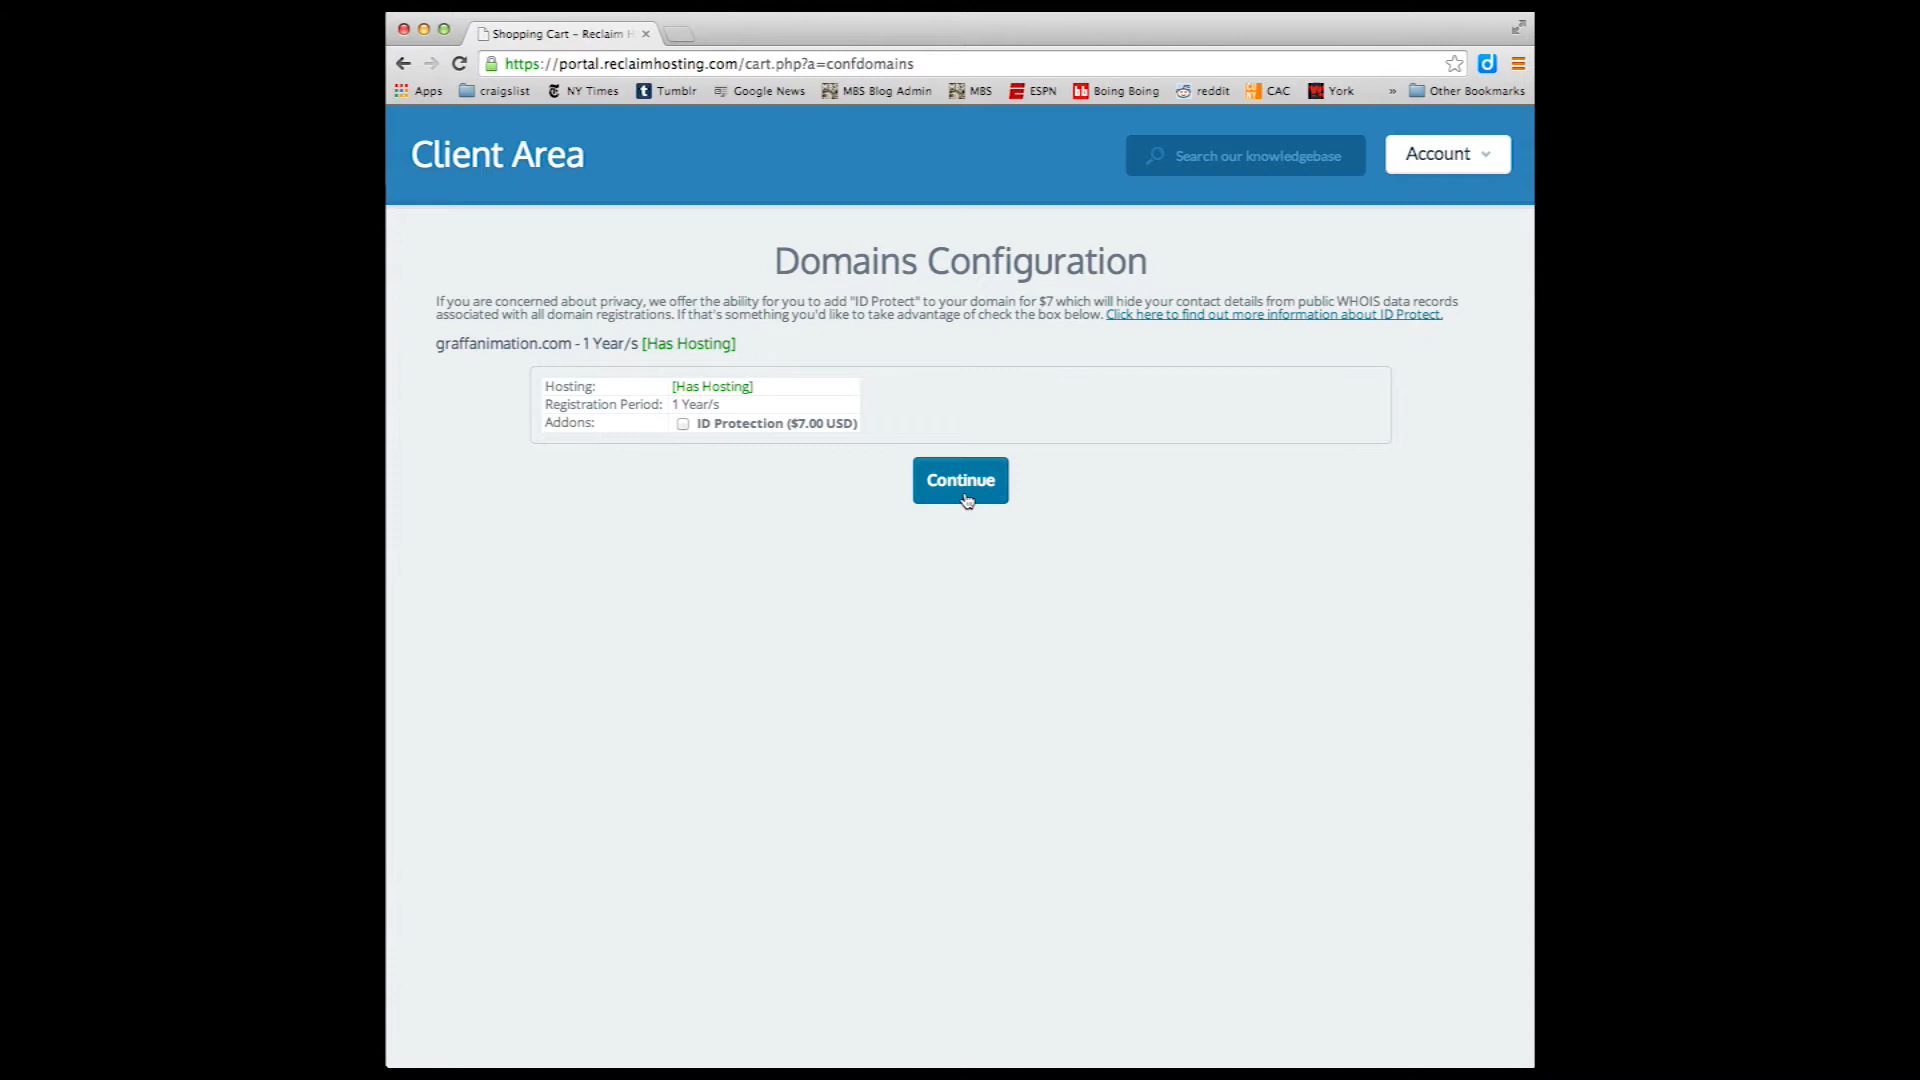 Shopping Cart – Reclaim H
https://portal.reclaimhosting.com/cart.php?a=confdomains
d
Apps craigslist NY Times Tumblr Google News MBS Blog Admin MBS ESPN Boing Boing reddit CAC York » Other Bookmarks
Client Area
Search our knowledgebase
Account
Domains Configuration
If you are concerned about privacy, we offer the ability for you to add "ID Protect" to your domain for $7 which will hide your contact details from public WHOIS data records
associated with all domain registrations. If that's something you'd like to take advantage of check the box below. Click here to find out more information about ID Protect.
graffanimation.com - 1 Year/s [Has Hosting]
Hosting: [Has Hosting]
Registration Period: 1 Year/s
Addons: ID Protection ($7.00 USD)
Continue